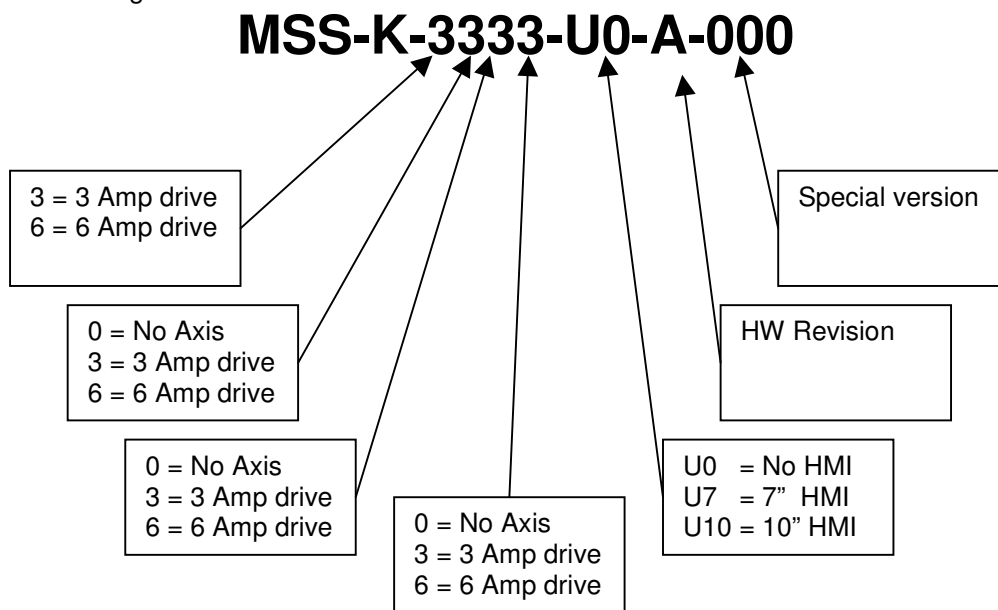 MSS-K-3333-U0-A-000
3 = 3 Amp drive
6 = 6 Amp drive
Special version
0 = No Axis
3 = 3 Amp drive
6 = 6 Amp drive
HW Revision
0 = No Axis
3 = 3 Amp drive
6 = 6 Amp drive
U0 = No HMI
U7 = 7” HMI
U10 = 10” HMI
0 = No Axis
3 = 3 Amp drive
6 = 6 Amp drive